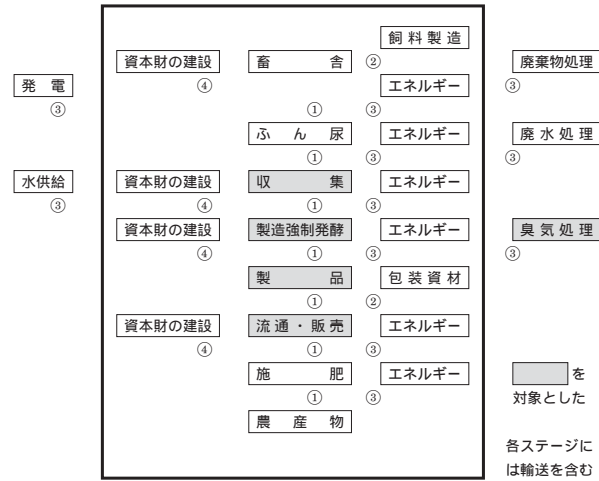 飼料製造
資本財の建設 畜舎 ② 廃棄物処理
発電 ④ エネルギー ③
③ ① ③
ふん尿 エネルギー 廃水処理
① ③ ③
水供給 資本財の建設 収集 エネルギー
③ ④ ① ③
資本財の建設 製造強制発酵 エネルギー 臭気処理
④ ① ③ ③
製品 包装資材
① ②
資本財の建設 流通・販売 エネルギー
④ ① ③
施肥 エネルギー を
① ③ 対象とした
農産物
各ステージに
は輸送を含む